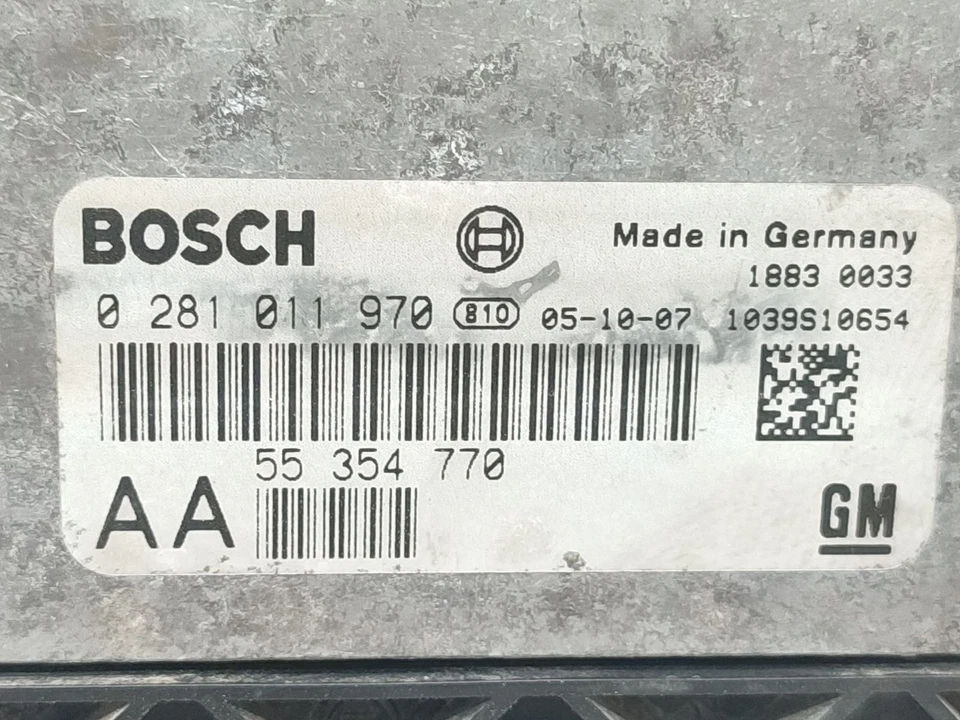 BOSCH Made in Germany
1883 0033
0 281 011 970 810 05-10-07 1039S10654
55 354 770
AA
GM